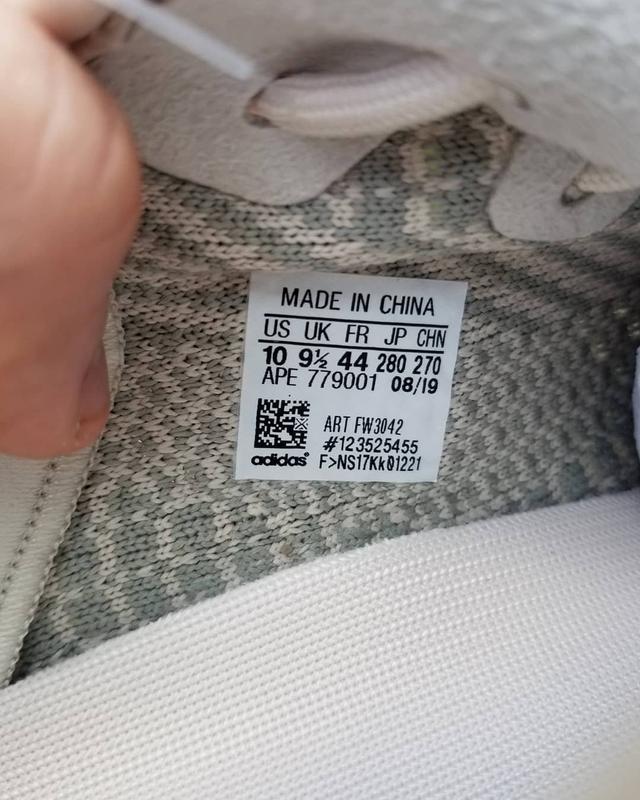 MADE IN CHINA
US UK FR JP CHN
10 9½ 44 280 270
APE 779001 08/19
ART FW3042
#123525455
adidas® F>NS17Kk01221